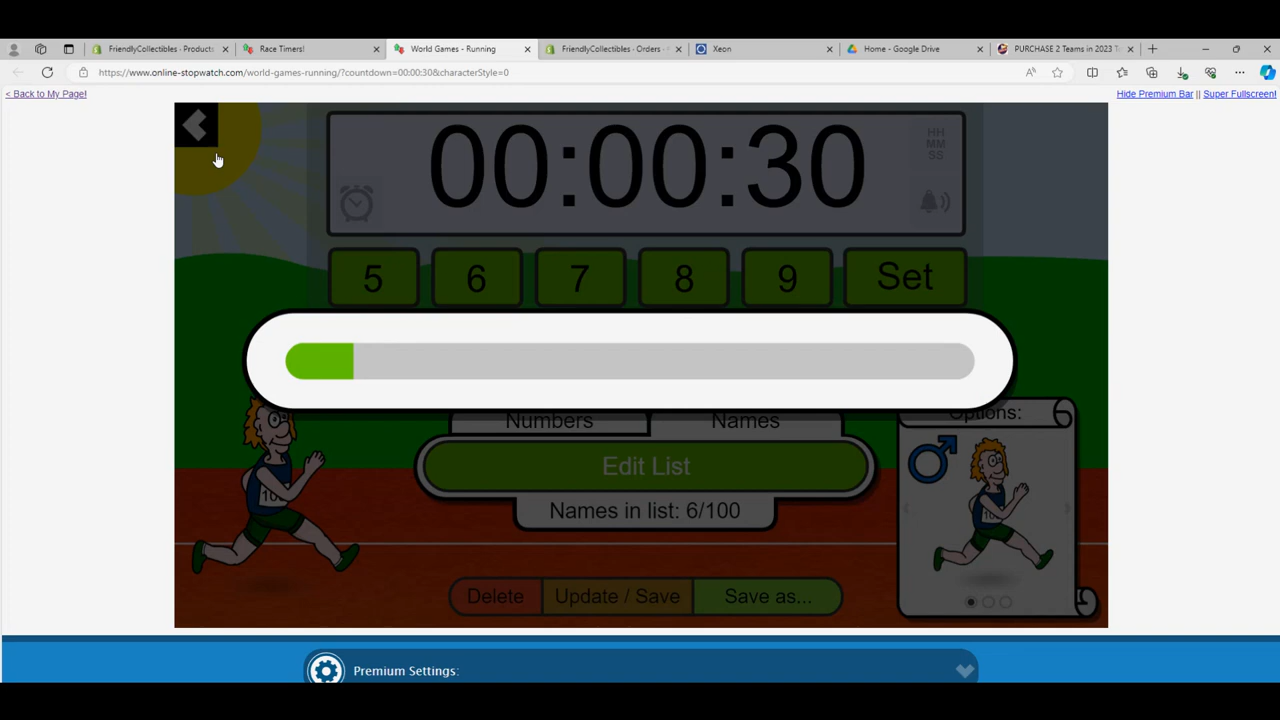 FriendlyCollectibles - Products
Race Timers!
World Games - Running
FriendlyCollectibles - Orders -
Xeon
Home - Google Drive
PURCHASE 2 Teams in 2023 T
https://www.online-stopwatch.com/world-games-running/?countdown=00:00:30&characterStyle=0
< Back to My Page!
Hide Premium Bar || Super Fullscreen!
00:00:30
HH
MM
SS
5 6 7 8 9 Set
Numbers Names
Options:
Edit List
Names in list: 6/100
Delete Update / Save Save as...
Premium Settings: